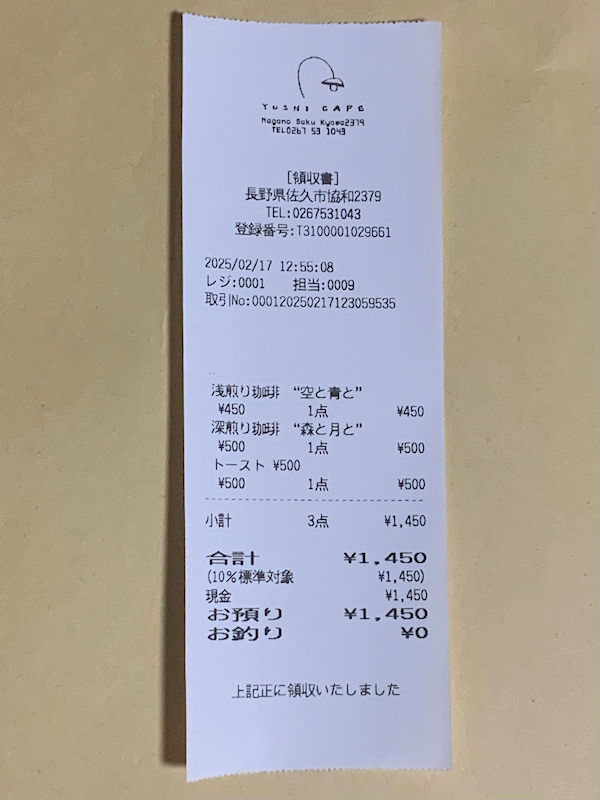 YUSHI CAFE
Nagano Saku Kyowa2379
TEL0267 53 1043
[領収書]
長野県佐久市協和2379
TEL:0267531043
登録番号:T3100001029661
2025/02/17 12:55:08
レジ:0001 担当:0009
取引No:000120250217123059535
浅煎り珈琲 “空と青と”
¥450 1点 ¥450
深煎り珈琲 “森と月と”
¥500 1点 ¥500
トースト ¥500
¥500 1点 ¥500
小計 3点 ¥1,450
合計 ¥1,450
(10%標準対象 ¥1,450)
現金 ¥1,450
お預り ¥1,450
お釣り ¥0
上記正に領収いたしました